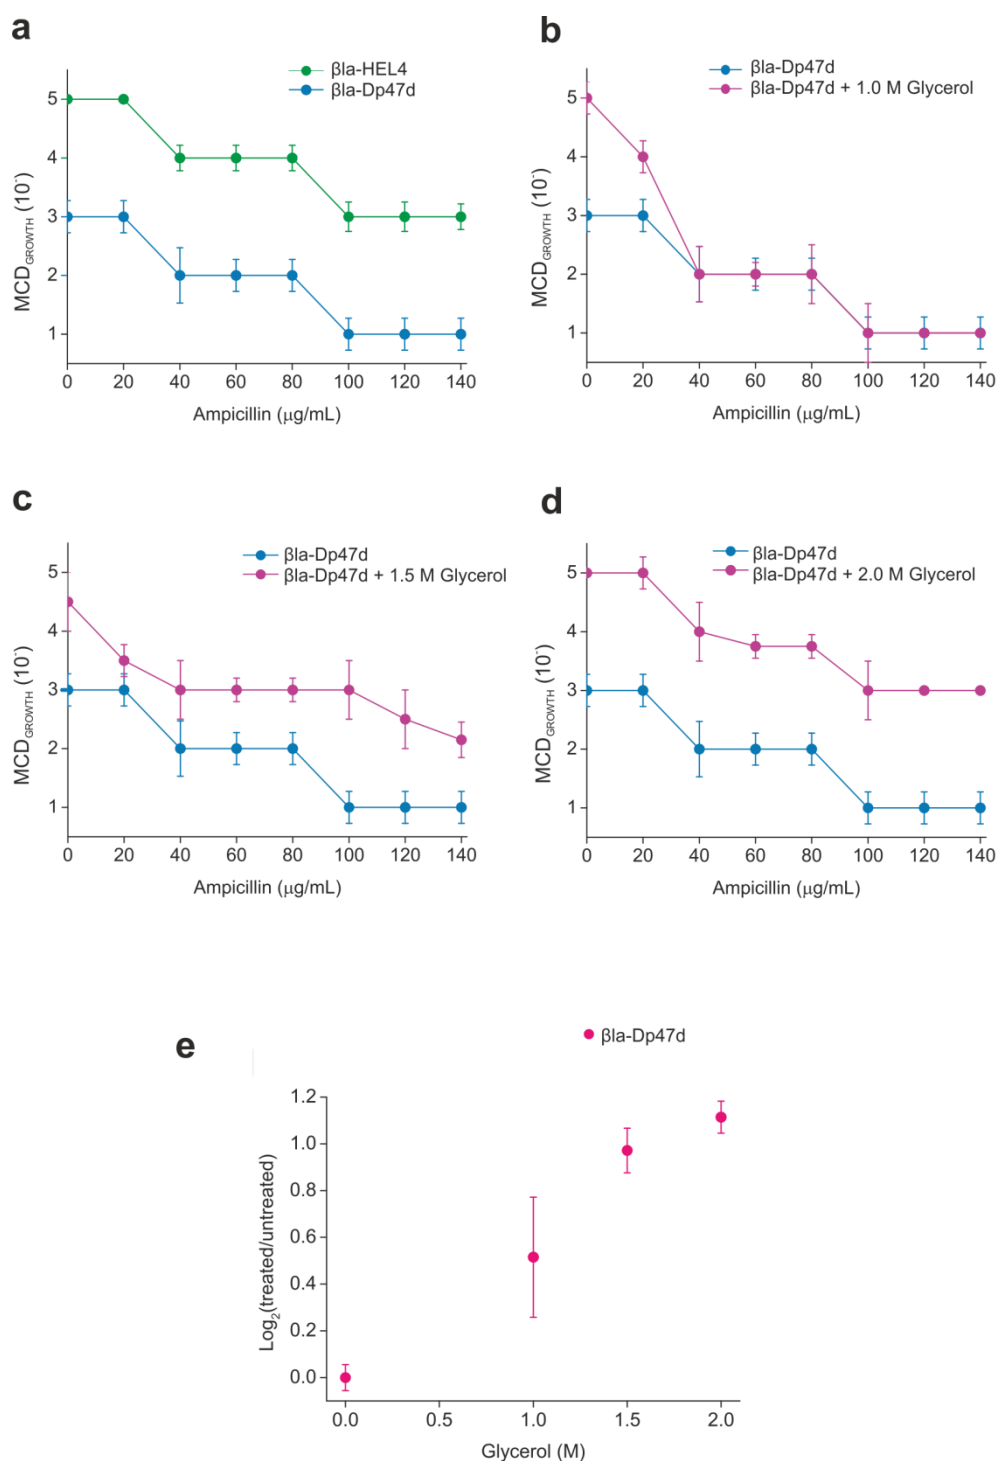 a
βla-HEL4
βla-Dp47d
5
4
3
2
1
MCD_GROWTH (10⁻)
0 20 40 60 80 100 120 140
Ampicillin (μg/mL)
b
βla-Dp47d
βla-Dp47d + 1.0 M Glycerol
5
4
3
2
1
MCD_GROWTH (10⁻)
0 20 40 60 80 100 120 140
Ampicillin (μg/mL)
c
βla-Dp47d
βla-Dp47d + 1.5 M Glycerol
5
4
3
2
1
MCD_GROWTH (10⁻)
0 20 40 60 80 100 120 140
Ampicillin (μg/mL)
d
βla-Dp47d
βla-Dp47d + 2.0 M Glycerol
5
4
3
2
1
MCD_GROWTH (10⁻)
0 20 40 60 80 100 120 140
Ampicillin (μg/mL)
e
βla-Dp47d
1.2
1.0
0.8
0.6
0.4
0.2
0.0
Log₂(treated/untreated)
0.0 0.5 1.0 1.5 2.0
Glycerol (M)